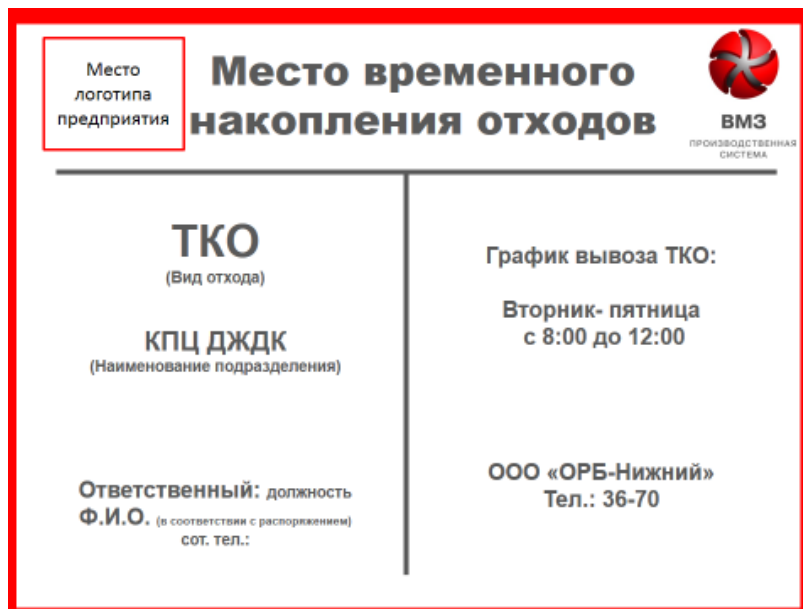 Место
логотипа
предприятия
Место временного
накопления отходов
ВМЗ
ПРОИЗВОДСТВЕННАЯ
СИСТЕМА
ТКО
(Вид отхода)
КПЦ ДЖДК
(Наименование подразделения)
Ответственный: должность
Ф.И.О. (в соответствии с распоряжением)
сот. тел.:
График вывоза ТКО:
Вторник- пятница
с 8:00 до 12:00
ООО «ОРБ-Нижний»
Тел.: 36-70